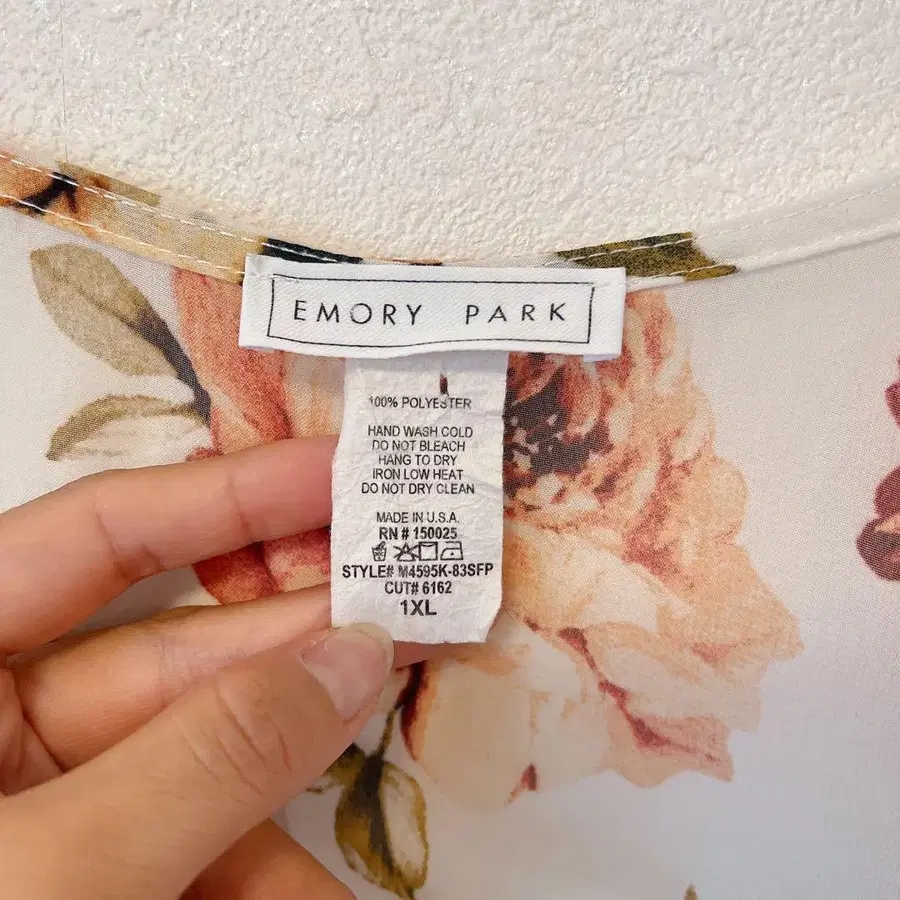 EMORY PARK
100% POLYESTER
HAND WASH COLD
DO NOT BLEACH
HANG TO DRY
IRON LOW HEAT
DO NOT DRY CLEAN
MADE IN U.S.A.
RN # 150025
STYLE# M4595K-83SFP
CUT# 6162
1XL